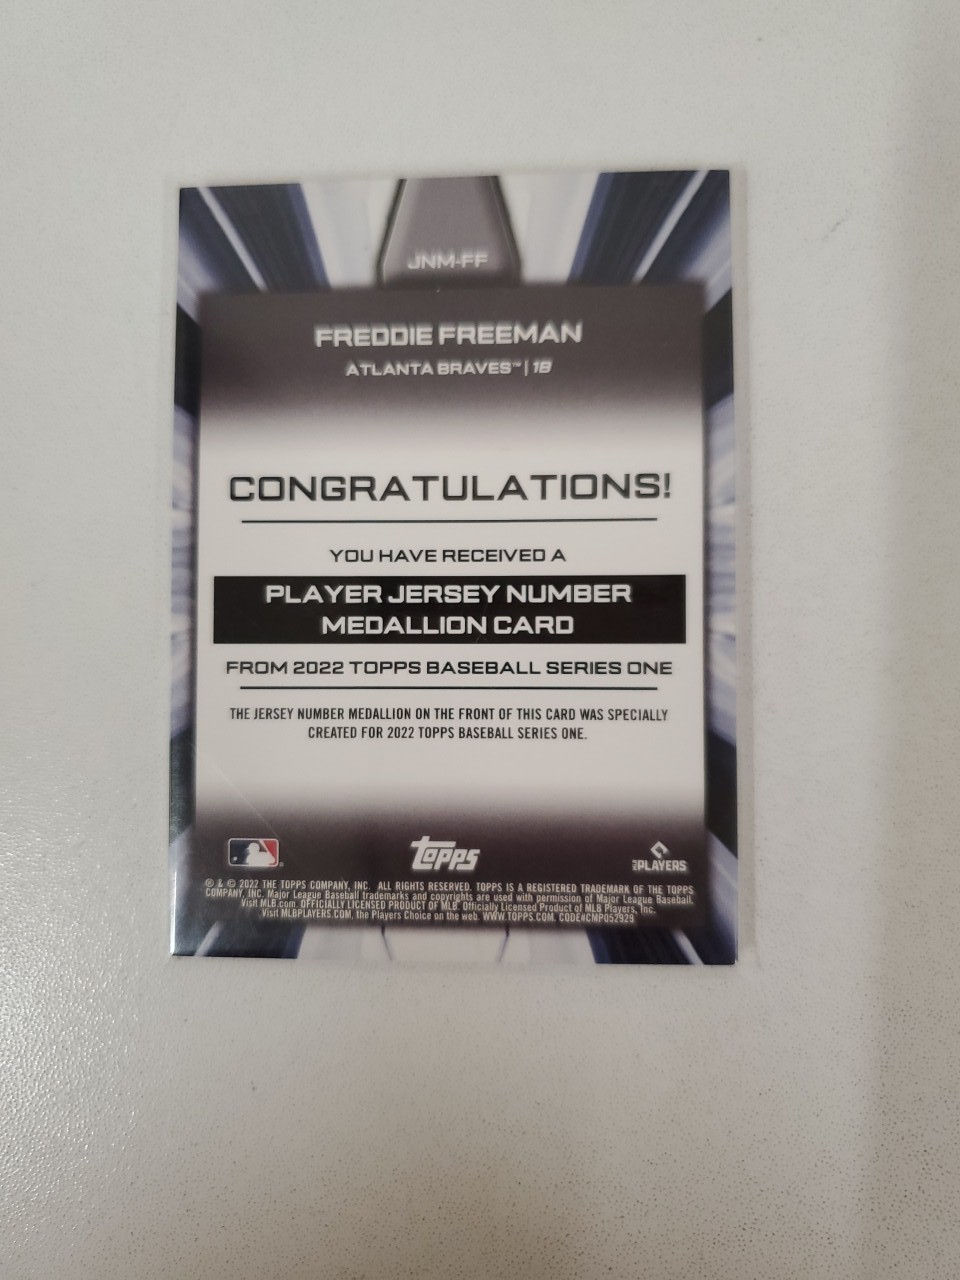 JNM-FF
FREDDIE FREEMAN
ATLANTA BRAVES™ | 1B
CONGRATULATIONS!
YOU HAVE RECEIVED A
PLAYER JERSEY NUMBER
MEDALLION CARD
FROM 2022 TOPPS BASEBALL SERIES ONE
THE JERSEY NUMBER MEDALLION ON THE FRONT OF THIS CARD WAS SPECIALLY
CREATED FOR 2022 TOPPS BASEBALL SERIES ONE.
topps
MLB PLAYERS
® & © 2022 THE TOPPS COMPANY, INC. ALL RIGHTS RESERVED. TOPPS IS A REGISTERED TRADEMARK OF THE TOPPS
COMPANY, INC. Major League Baseball trademarks and copyrights are used with permission of Major League Baseball.
Visit MLB.com. OFFICIALLY LICENSED PRODUCT OF MLB Players, Inc.
Visit MLBPLAYERS.COM, the Players Choice on the web. WWW.TOPPS.COM. CODE#CMP052929